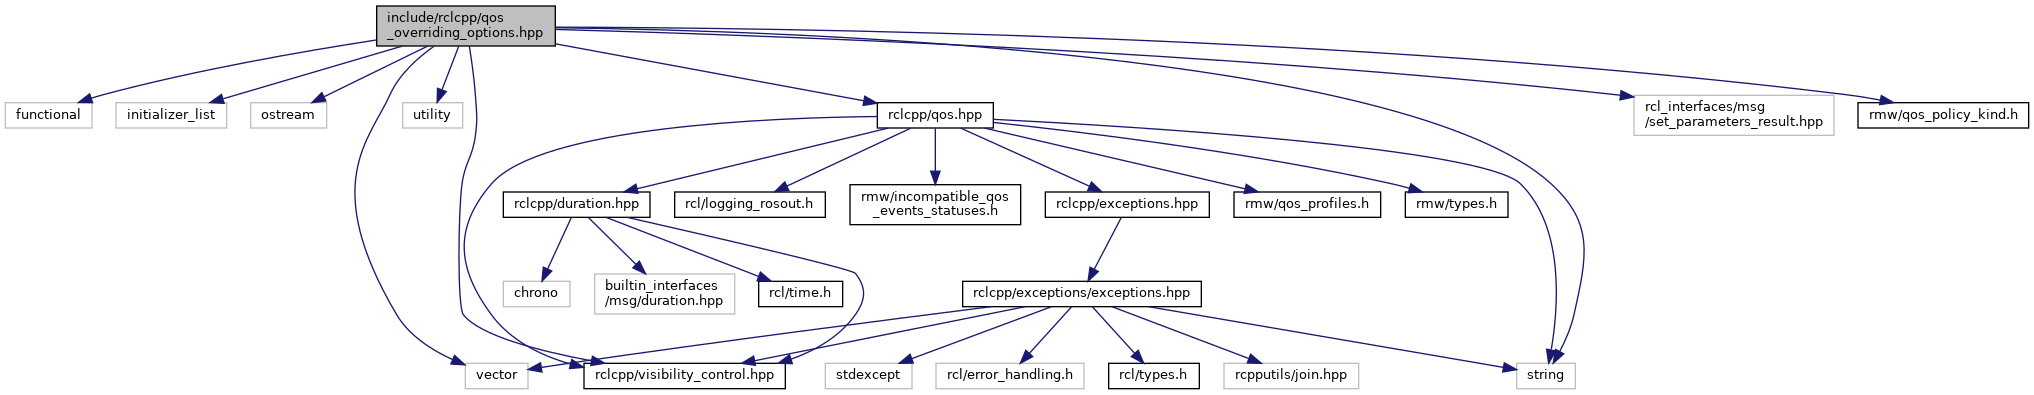 include/rclcpp/qos
_overriding_options.hpp
functional
initializer_list
ostream
utility
rclcpp/qos.hpp
rcl_interfaces/msg
/set_parameters_result.hpp
rmw/qos_policy_kind.h
rclcpp/duration.hpp
rcl/logging_rosout.h
rmw/incompatible_qos
_events_statuses.h
rclcpp/exceptions.hpp
rmw/qos_profiles.h
rmw/types.h
chrono
builtin_interfaces
/msg/duration.hpp
rcl/time.h
rclcpp/exceptions/exceptions.hpp
vector
rclcpp/visibility_control.hpp
stdexcept
rcl/error_handling.h
rcl/types.h
rcpputils/join.hpp
string